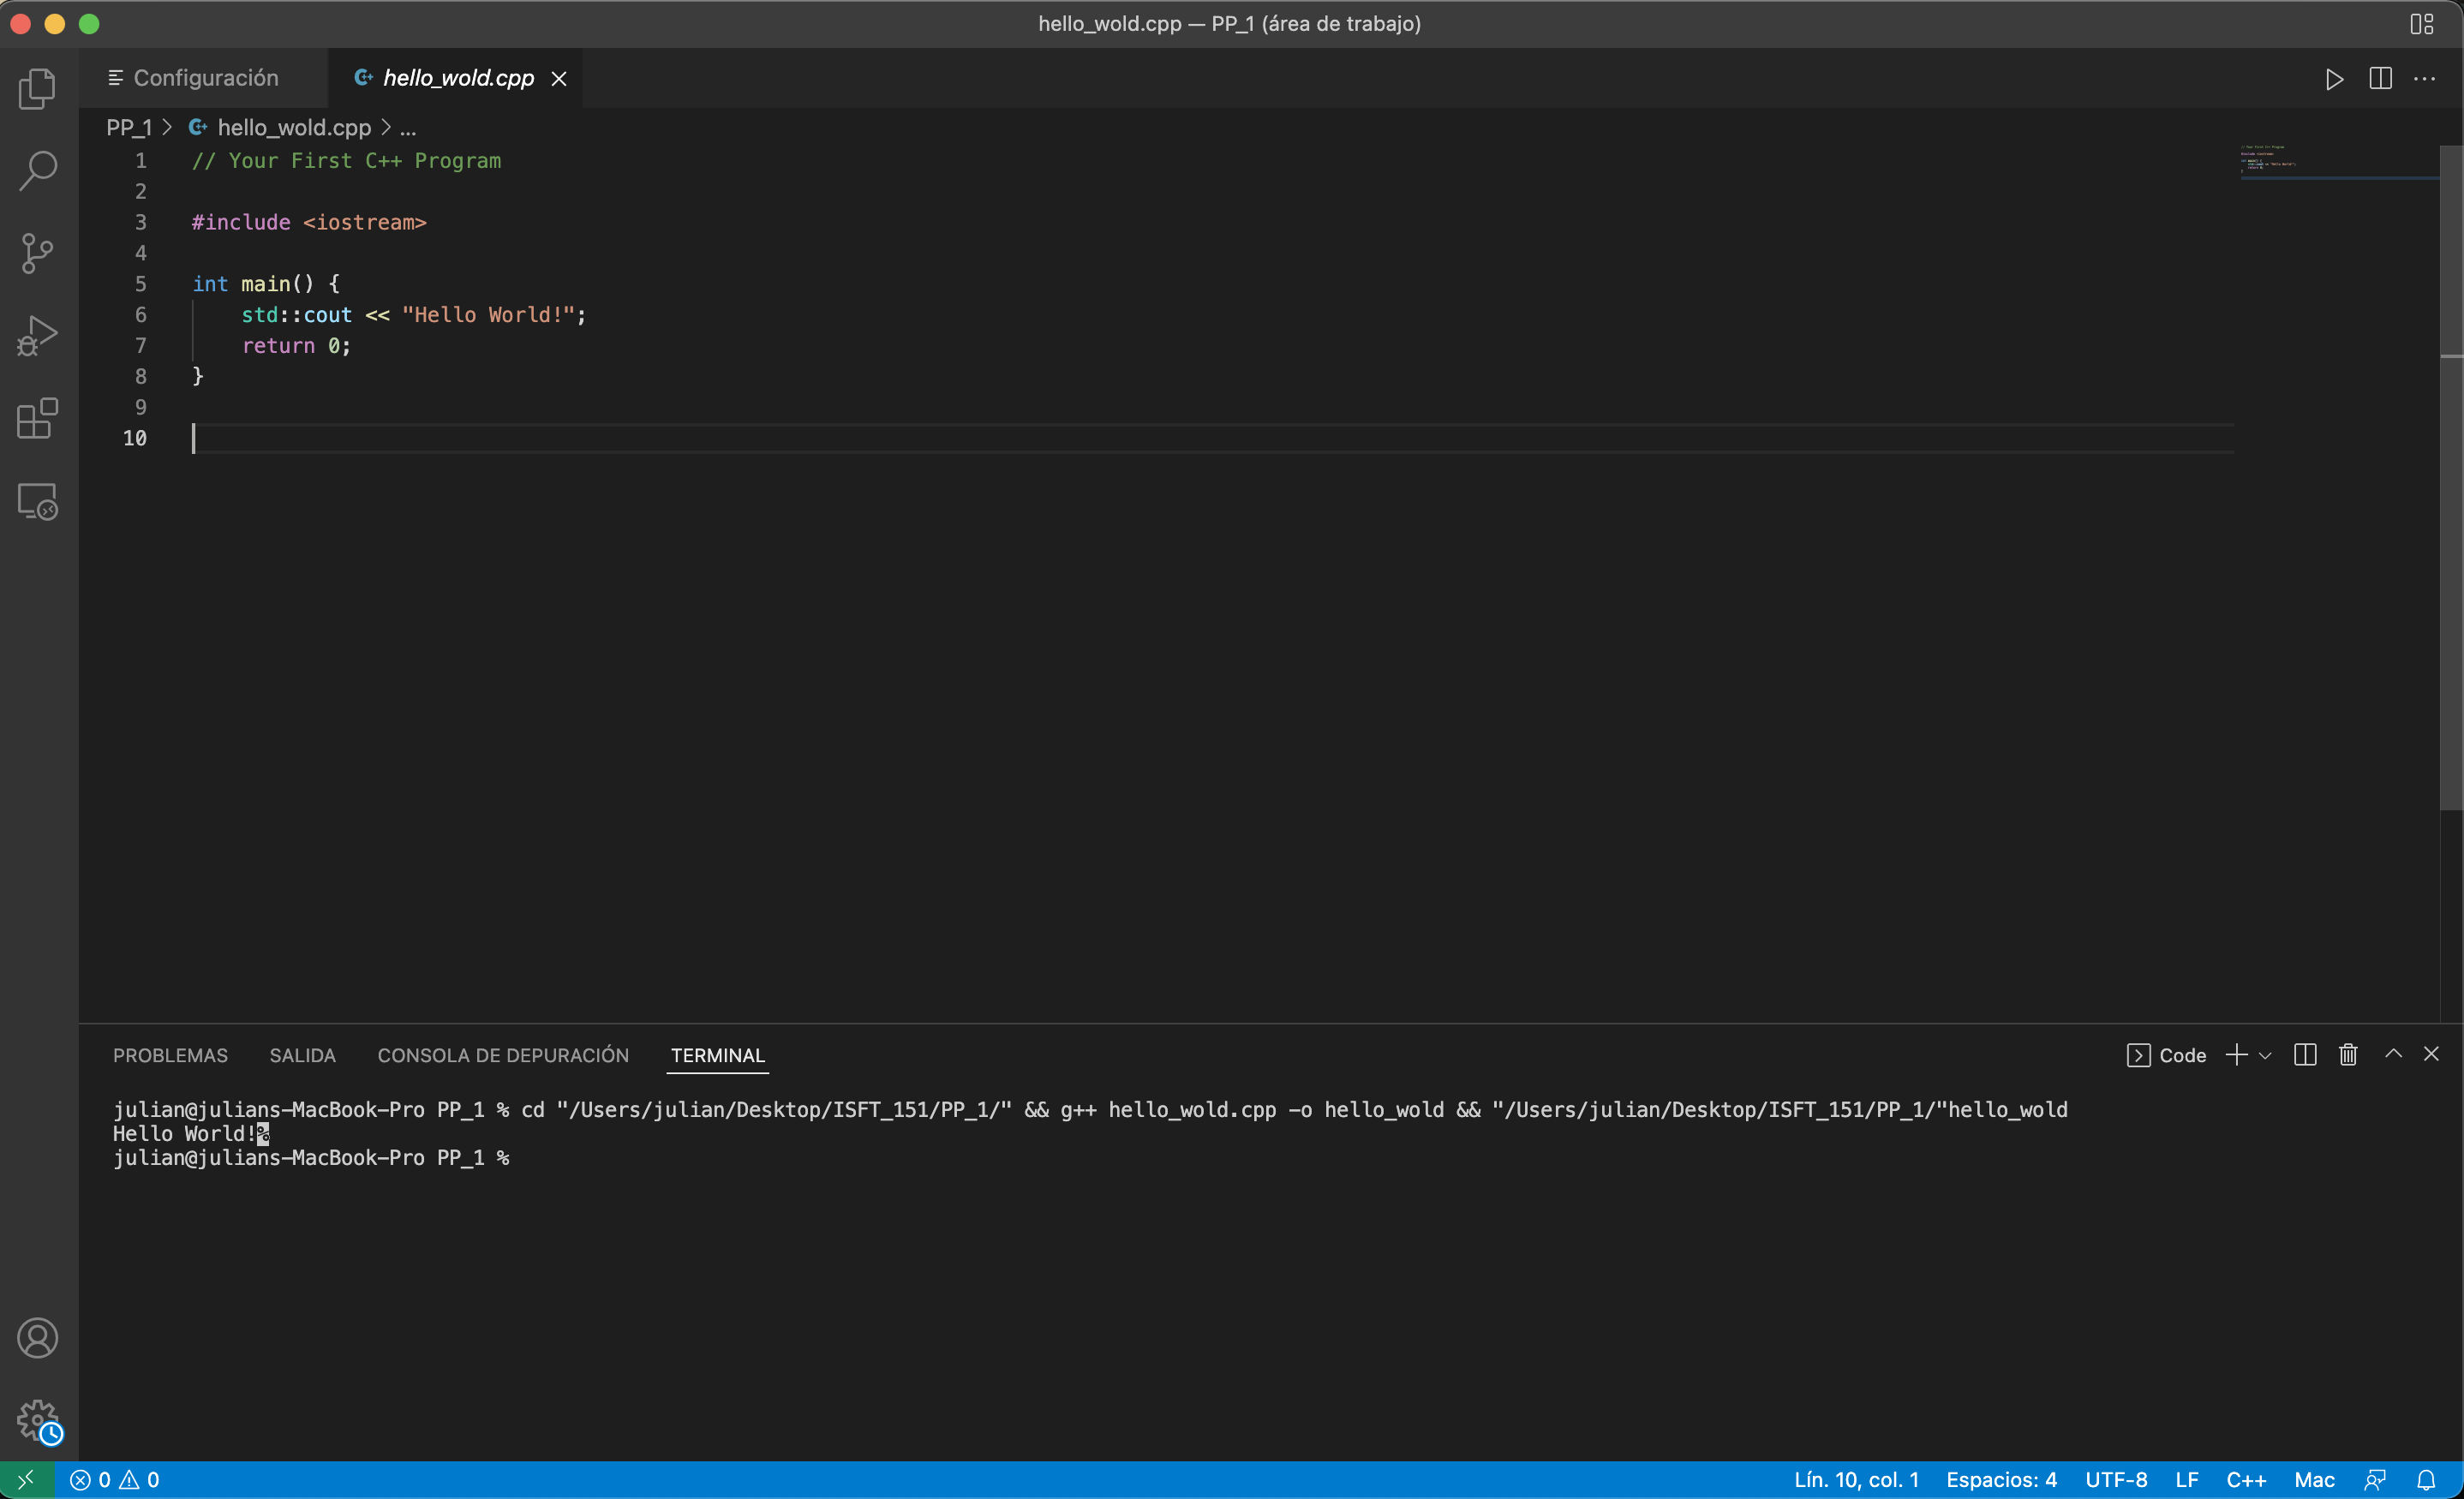 hello_wold.cpp — PP_1 (área de trabajo)
Configuración
hello_wold.cpp
PP_1 > hello_wold.cpp > ...
1 // Your First C++ Program
2
3 #include <iostream>
4
5 int main() {
6 std::cout << "Hello World!";
7 return 0;
8 }
9
10
PROBLEMAS SALIDA CONSOLA DE DEPURACIÓN TERMINAL Code
julian@julians-MacBook-Pro PP_1 % cd "/Users/julian/Desktop/ISFT_151/PP_1/" && g++ hello_wold.cpp -o hello_wold && "/Users/julian/Desktop/ISFT_151/PP_1/"hello_wold
Hello World!%
julian@julians-MacBook-Pro PP_1 %
0 0 Lín. 10, col. 1 Espacios: 4 UTF-8 LF C++ Mac